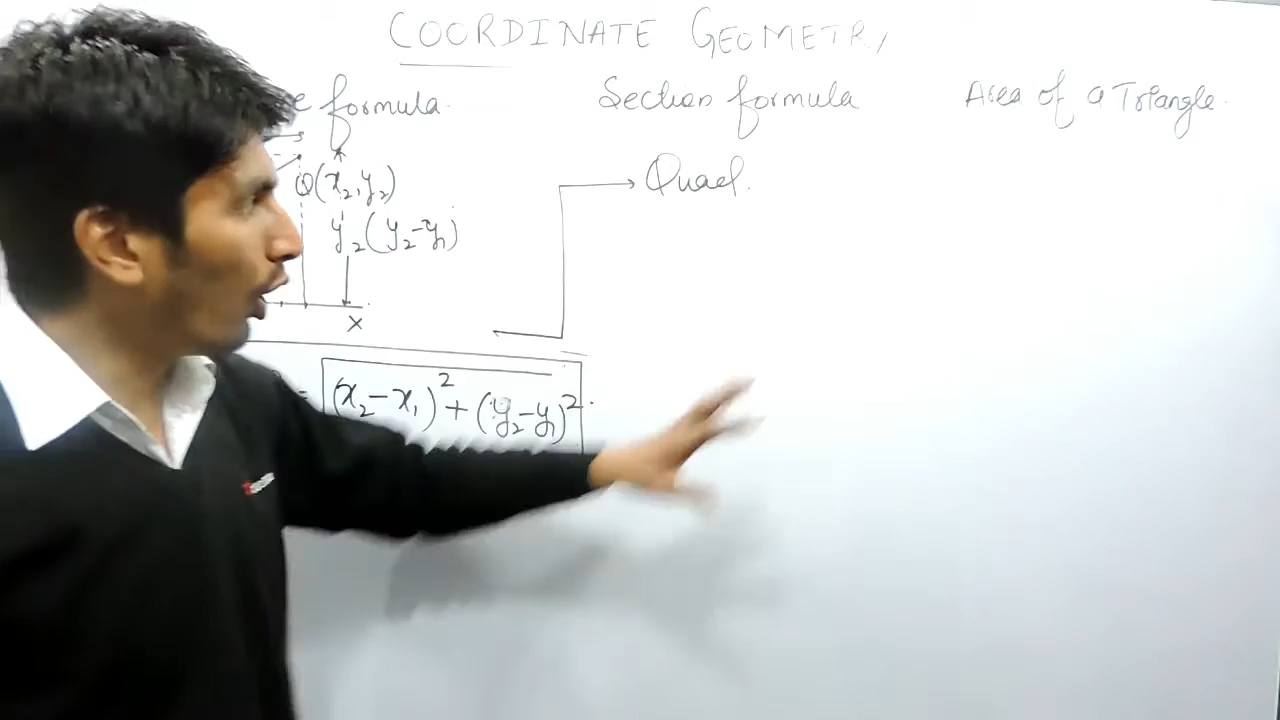 COORDINATE GEOMETRY
formula.
Section formula
Area of a Triangle.
Q(x₂,y₂)
Quad.
y₂(y₂-y₁)
x
= (x₂-x₁)²+(y₂-y₁)²